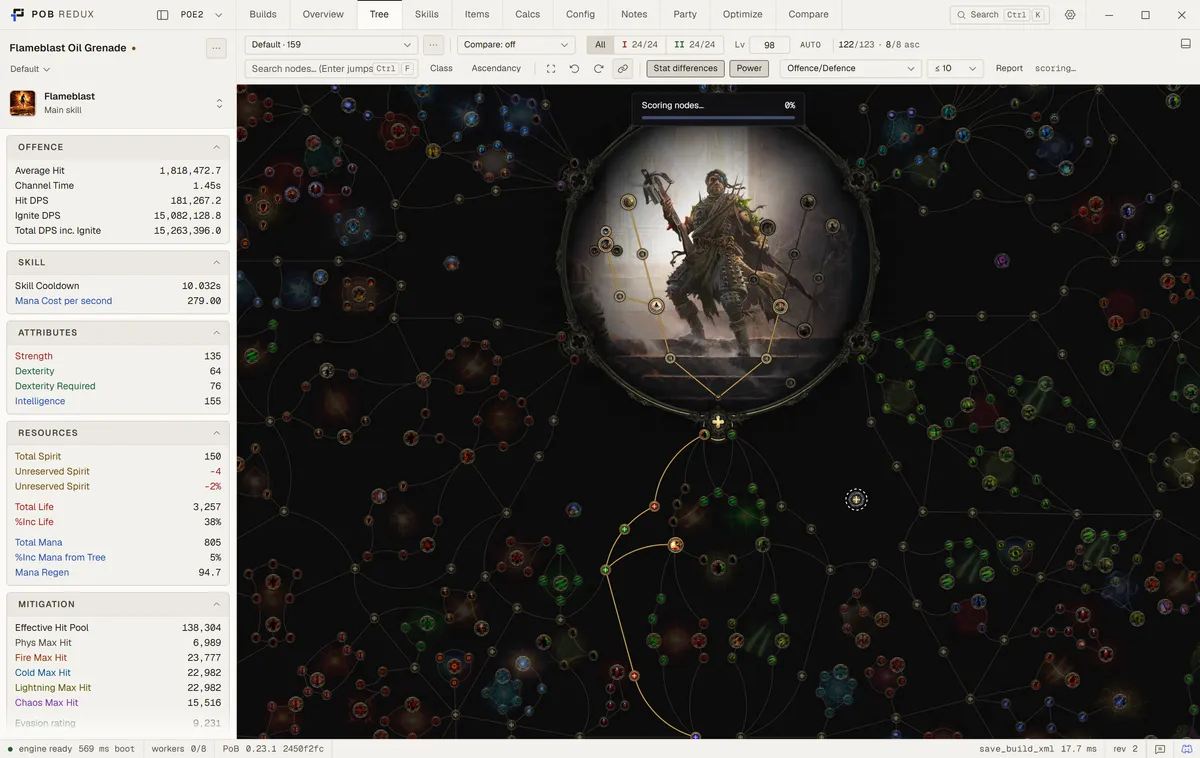 POB REDUX
POE2
Builds
Overview
Tree
Skills
Items
Calcs
Config
Notes
Party
Optimize
Compare
Search Ctrl K
Flameblast Oil Grenade
Default
Default · 159
Compare: off
All
I 24/24
II 24/24
Lv 98 AUTO
122/123 · 8/8 asc
Search nodes… (Enter jumps Ctrl F
Class
Ascendancy
Stat differences
Power
Offence/Defence
≤ 10
Report
scoring…
Flameblast
Main skill
Scoring nodes… 0%
OFFENCE
Average Hit 1,818,472.7
Channel Time 1.45s
Hit DPS 181,267.2
Ignite DPS 15,082,128.8
Total DPS inc. Ignite 15,263,396.0
SKILL
Skill Cooldown 10.032s
Mana Cost per second 279.00
ATTRIBUTES
Strength 135
Dexterity 64
Dexterity Required 76
Intelligence 155
RESOURCES
Total Spirit 150
Unreserved Spirit -4
Unreserved Spirit -2%
Total Life 3,257
%Inc Life 38%
Total Mana 805
%Inc Mana from Tree 5%
Mana Regen 94.7
MITIGATION
Effective Hit Pool 138,304
Phys Max Hit 6,989
Fire Max Hit 23,777
Cold Max Hit 22,982
Lightning Max Hit 22,982
Chaos Max Hit 15,516
Evasion rating 9,231
engine ready 569 ms boot
workers 0/8
PoB 0.23.1 2450f2fc
save_build_xml 17.7 ms
rev 2